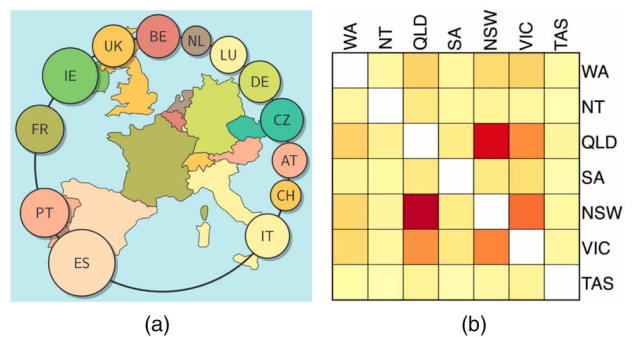 UK
BE
NL
LU
IE
DE
FR
CZ
AT
CH
PT
IT
ES
(a)
WA NT QLD SA NSW VIC TAS
WA
NT
QLD
SA
NSW
VIC
TAS
(b)